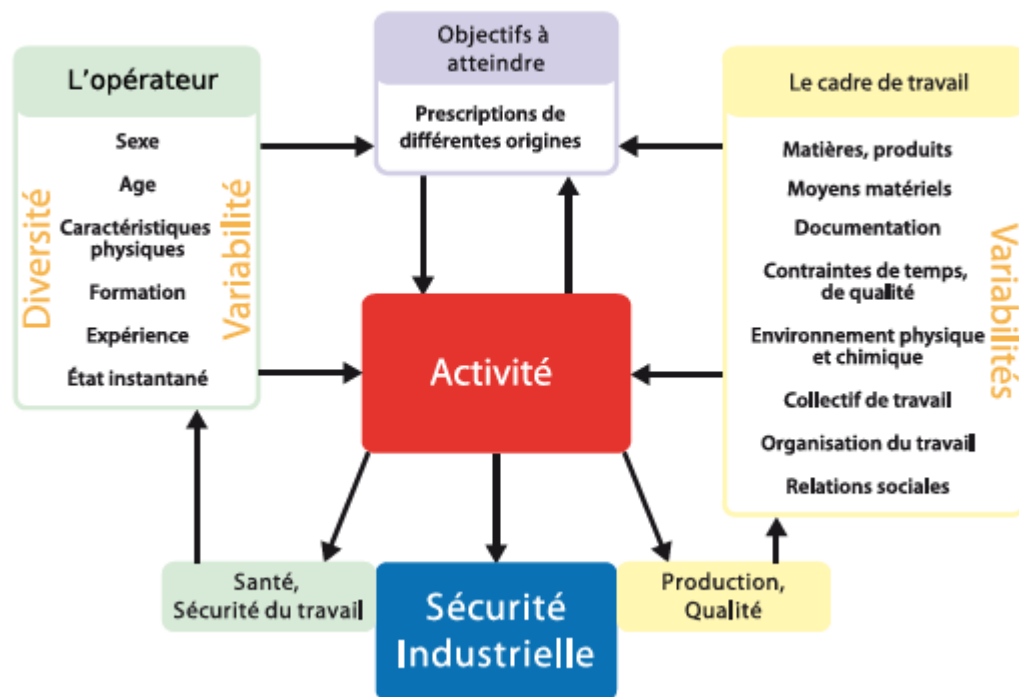 L'opérateur
Sexe
Age
Caractéristiques
physiques
Formation
Expérience
État instantané
Diversité
Variabilité
Objectifs à
atteindre
Prescriptions de
différentes origines
Le cadre de travail
Matières, produits
Moyens matériels
Documentation
Contraintes de temps,
de qualité
Environnement physique
et chimique
Collectif de travail
Organisation du travail
Relations sociales
Variabilités
Activité
Santé,
Sécurité du travail
Sécurité
Industrielle
Production,
Qualité